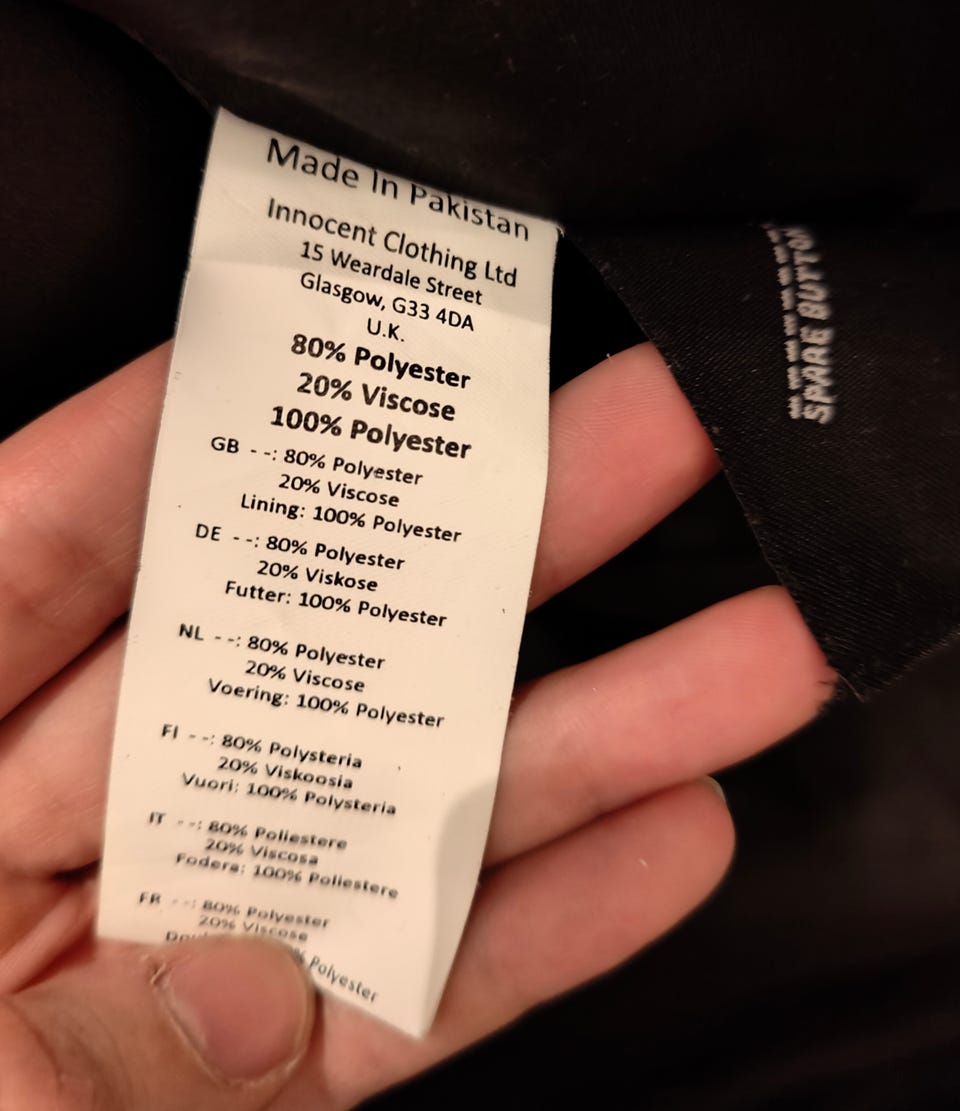 Made In Pakistan
Innocent Clothing Ltd
15 Weardale Street
Glasgow, G33 4DA
U.K.
80% Polyester
20% Viscose
100% Polyester
GB - -: 80% Polyester
20% Viscose
Lining: 100% Polyester
DE - -: 80% Polyester
20% Viskose
Futter: 100% Polyester
NL - -: 80% Polyester
20% Viscose
Voering: 100% Polyester
FI - -: 80% Polysteria
20% Viskoosia
Vuori: 100% Polysteria
IT - -: 80% Poliestere
20% Viscosa
Fodera: 100% Poliestere
FR - -: 80% Polyester
20% Viscose
% Polyester
SPARE BUTTON